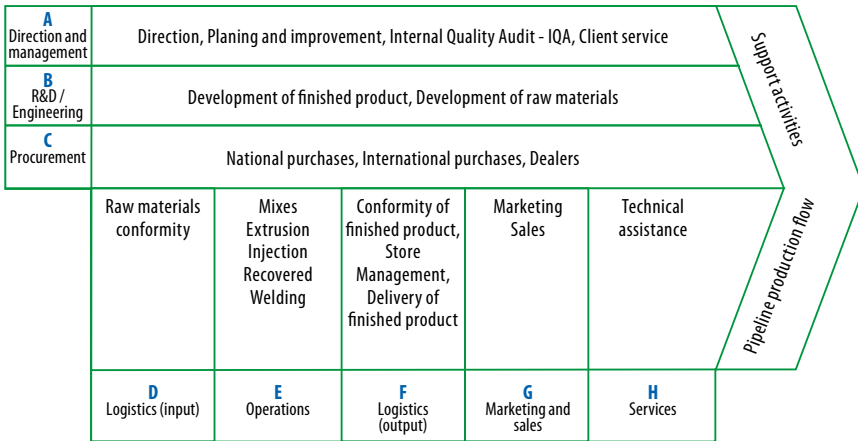 A
Direction and
management
Direction, Planing and improvement, Internal Quality Audit - IQA, Client service
B
R&D /
Engineering
Development of finished product, Development of raw materials
C
Procurement
National purchases, International purchases, Dealers
Support activities
Raw materials
conformity
Mixes
Extrusion
Injection
Recovered
Welding
Conformity of
finished product,
Store
Management,
Delivery of
finished product
Marketing
Sales
Technical
assistance
Pipeline production flow
D
Logistics (input)
E
Operations
F
Logistics
(output)
G
Marketing and
sales
H
Services